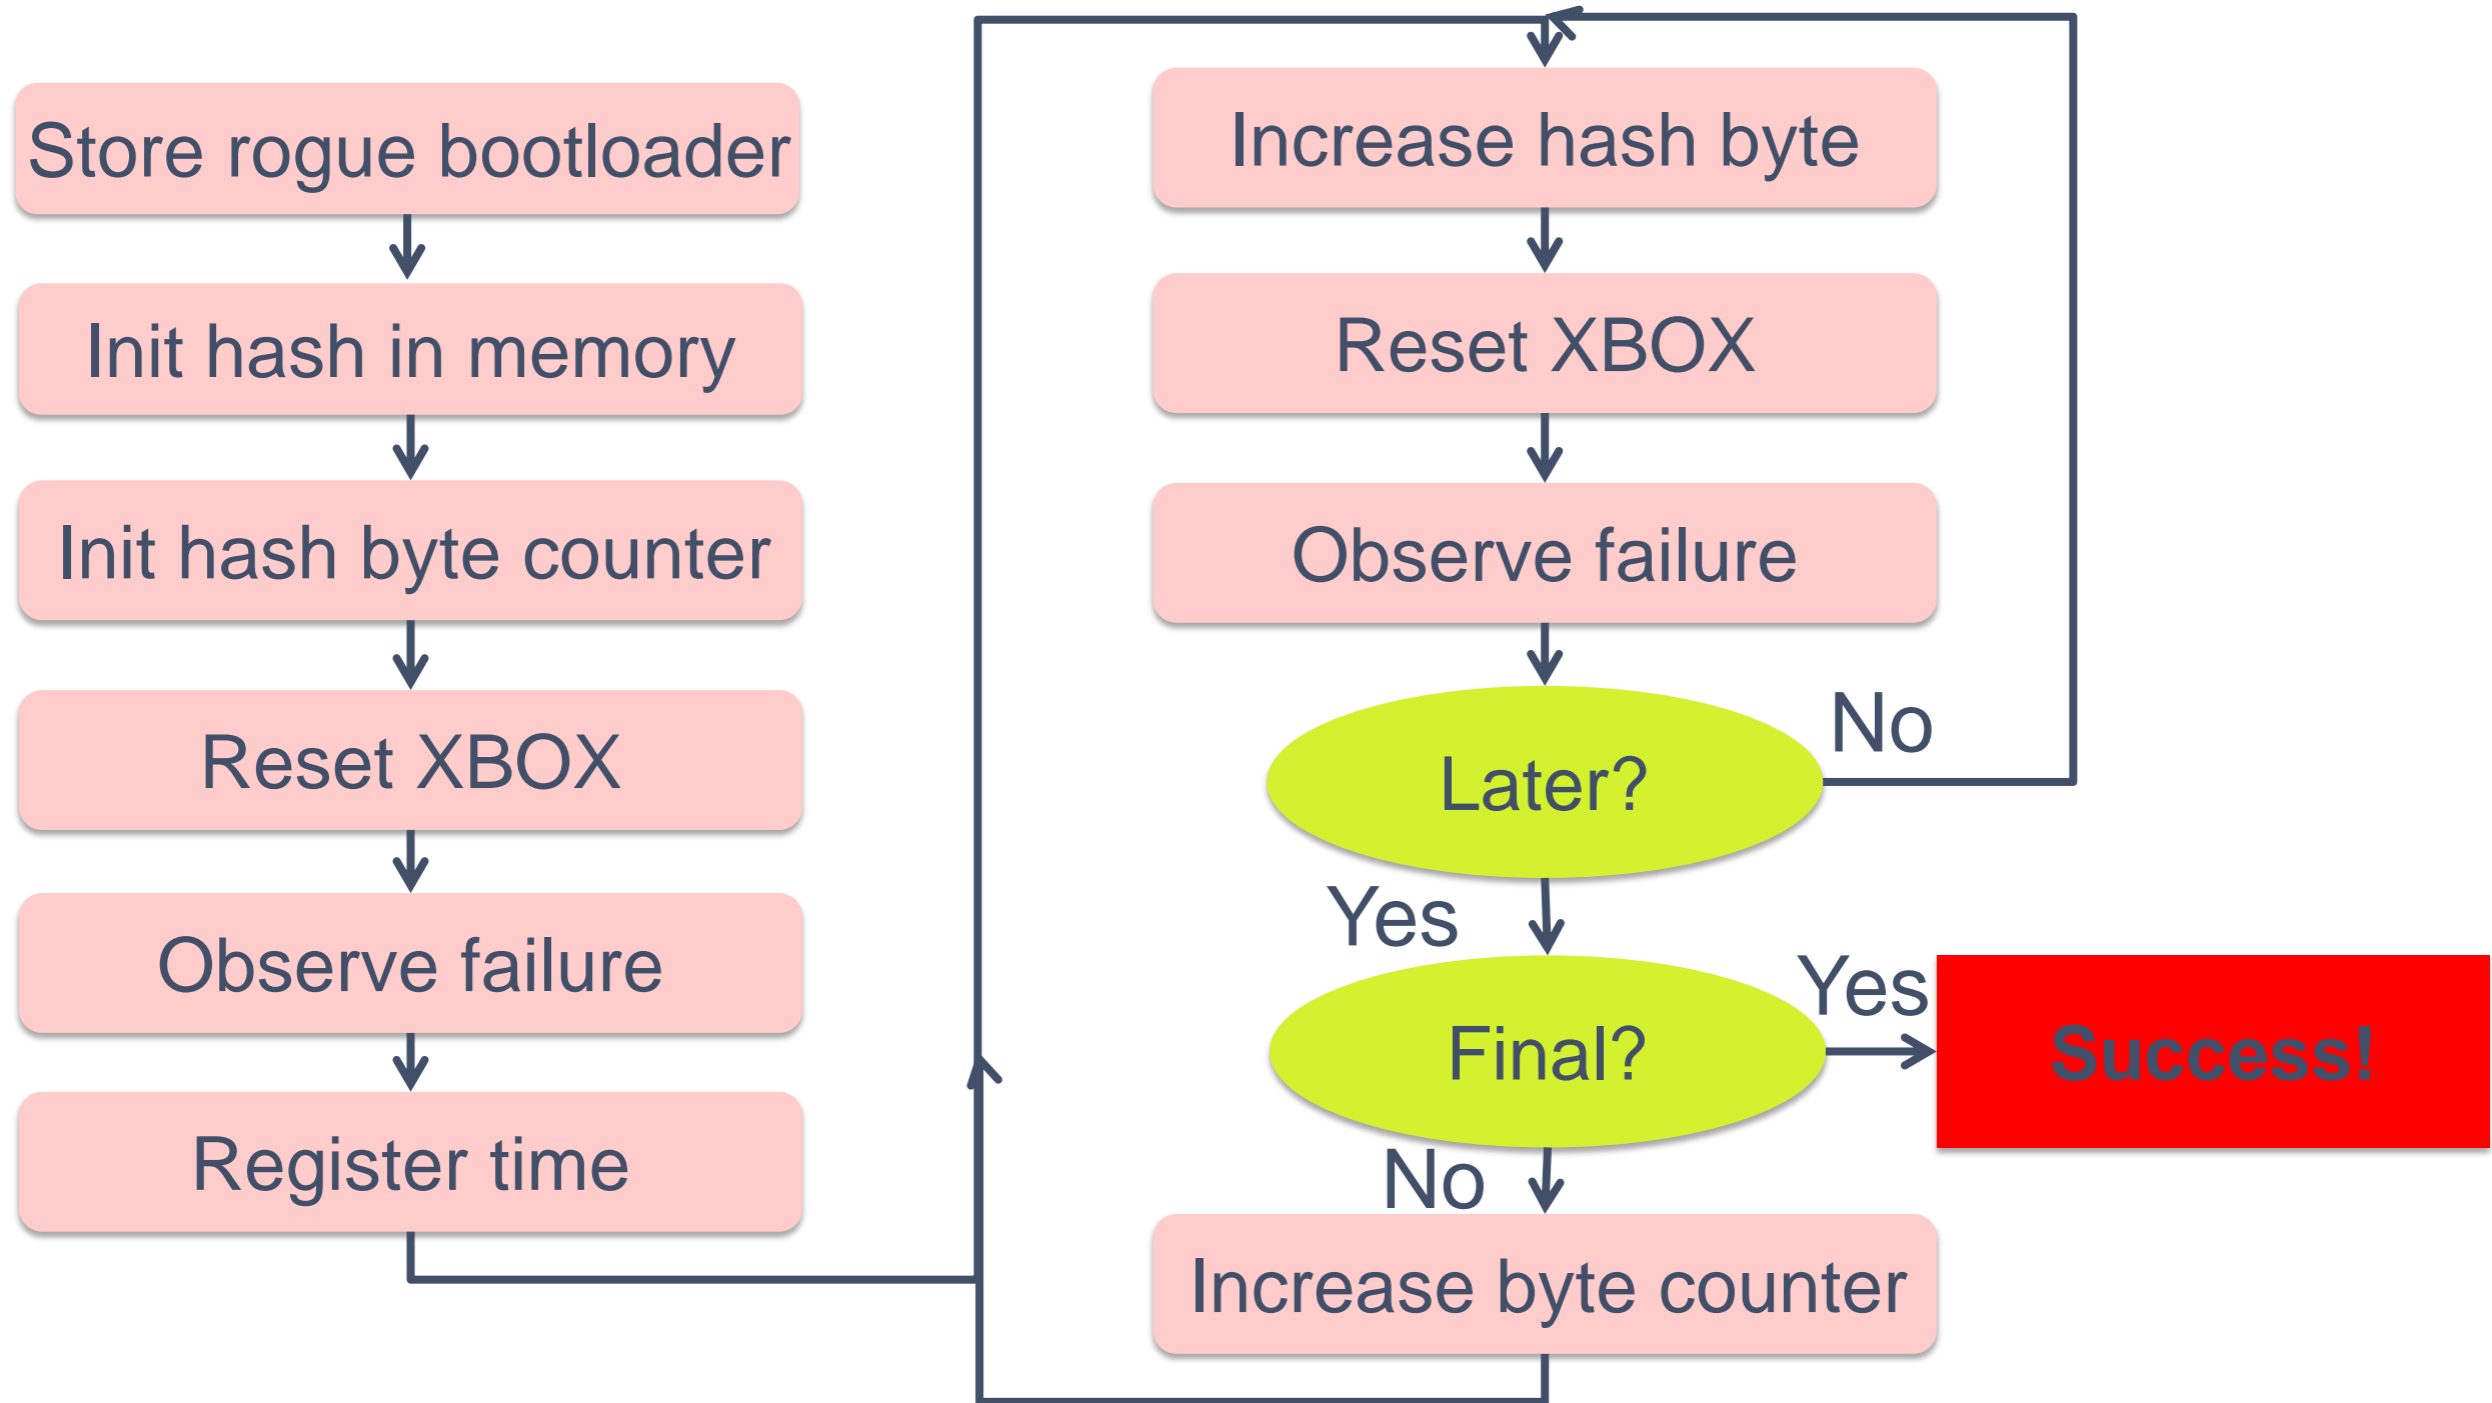 Store rogue bootloader
Init hash in memory
Init hash byte counter
Reset XBOX
Observe failure
Register time
Increase hash byte
Reset XBOX
Observe failure
Later?
No
Yes
Final?
Yes
Success!
No
Increase byte counter